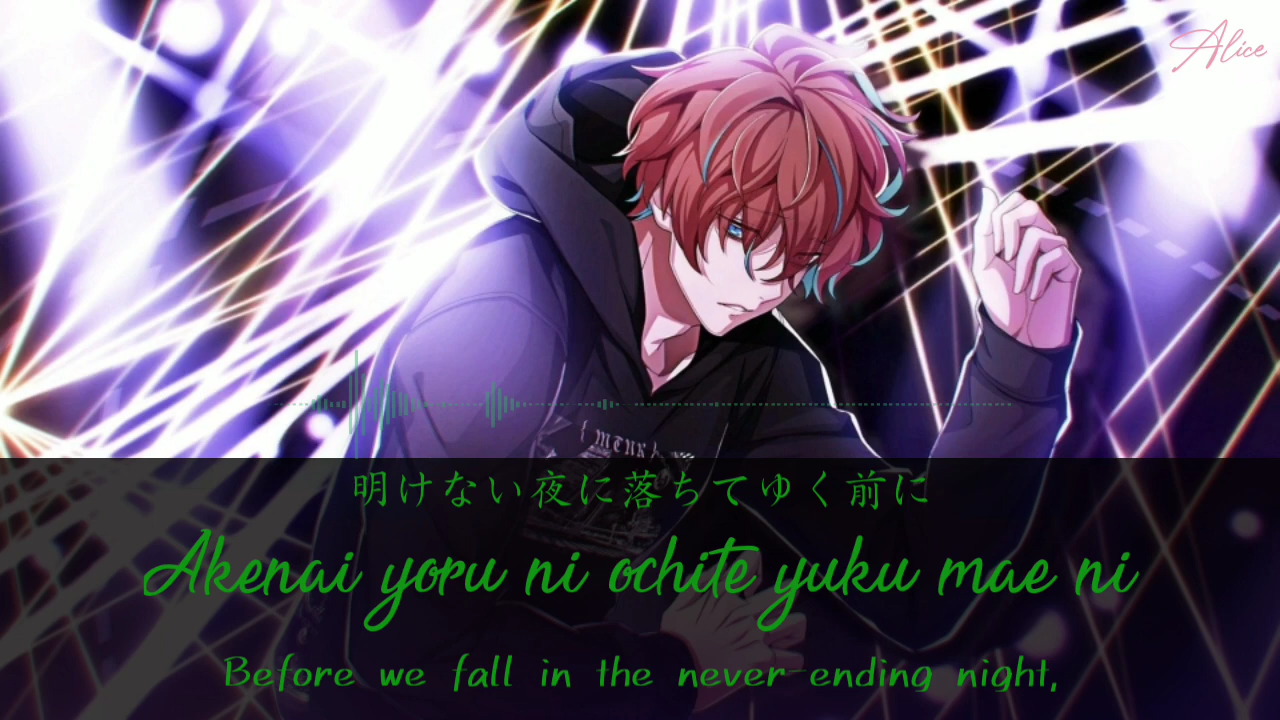 Alice
明けない夜に落ちてゆく前に
Akenai yoru ni ochite yuku mae ni
Before we fall in the never-ending night,